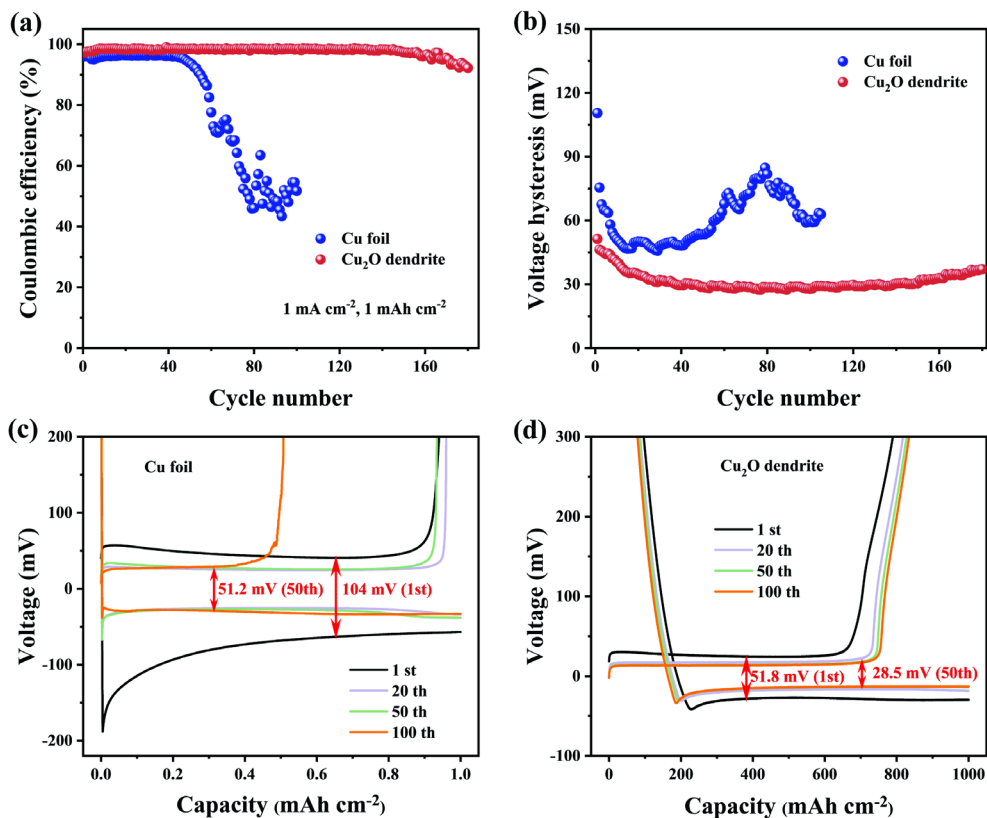 (a)
100
80
60
40
20
0
0 40 80 120 160
Coulombic efficiency (%)
Cycle number
Cu foil
Cu₂O dendrite
1 mA cm⁻², 1 mAh cm⁻²
(b)
150
120
90
60
30
0
0 40 80 120 160
Voltage hysteresis (mV)
Cycle number
Cu foil
Cu₂O dendrite
(c)
200
100
0
-100
-200
0.0 0.2 0.4 0.6 0.8 1.0
Voltage (mV)
Capacity (mAh cm⁻²)
Cu foil
51.2 mV (50th)
104 mV (1st)
1 st
20 th
50 th
100 th
(d)
300
200
100
0
-100
0 200 400 600 800 1000
Voltage (mV)
Capacity (mAh cm⁻²)
Cu₂O dendrite
1 st
20 th
50 th
100 th
51.8 mV (1st)
28.5 mV (50th)